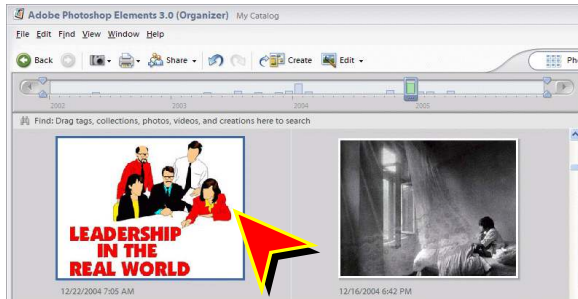 Adobe Photoshop Elements 3.0 (Organizer) My Catalog
File Edit Find View Window Help
Back Share Create Edit Ph
2002 2003 2004 2005
Find: Drag tags, collections, photos, videos, and creations here to search
LEADERSHIP
IN THE
REAL WORLD
12/22/2004 7:05 AM 12/16/2004 6:42 PM